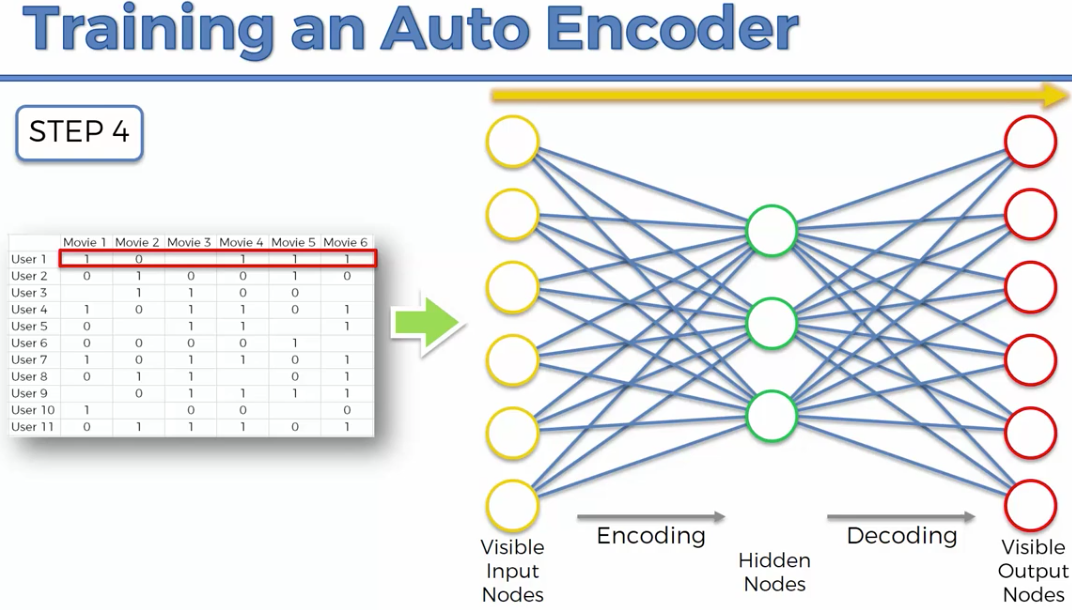 Training an Auto Encoder
STEP 4
Movie 1 Movie 2 Movie 3 Movie 4 Movie 5 Movie 6
User 1 1 0 1 1 1
User 2 0 1 0 0 1 0
User 3 1 1 0 0
User 4 1 0 1 1 0 1
User 5 0 1 1 1
User 6 0 0 0 0 1
User 7 1 0 1 1 0 1
User 8 0 1 1 0 1
User 9 0 1 1 1 1
User 10 1 0 0 0
User 11 0 1 1 1 0 1
Encoding
Decoding
Visible
Input
Nodes
Hidden
Nodes
Visible
Output
Nodes